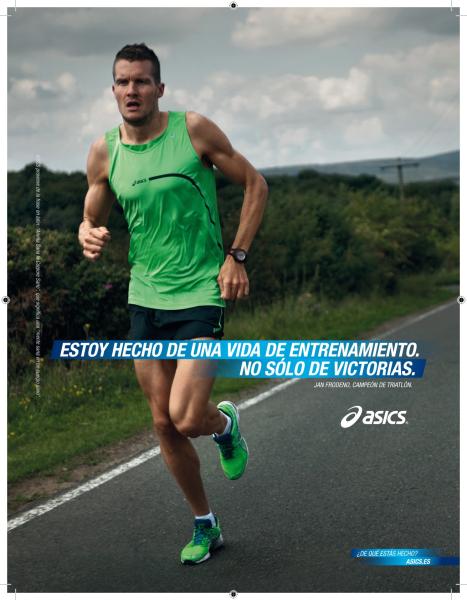 asics
ESTOY HECHO DE UNA VIDA DE ENTRENAMIENTO.
NO SÓLO DE VICTORIAS.
JAN FRODENO, CAMPEÓN DE TRIATLÓN.
asics
¿DE QUÉ ESTÁS HECHO?
ASICS.ES